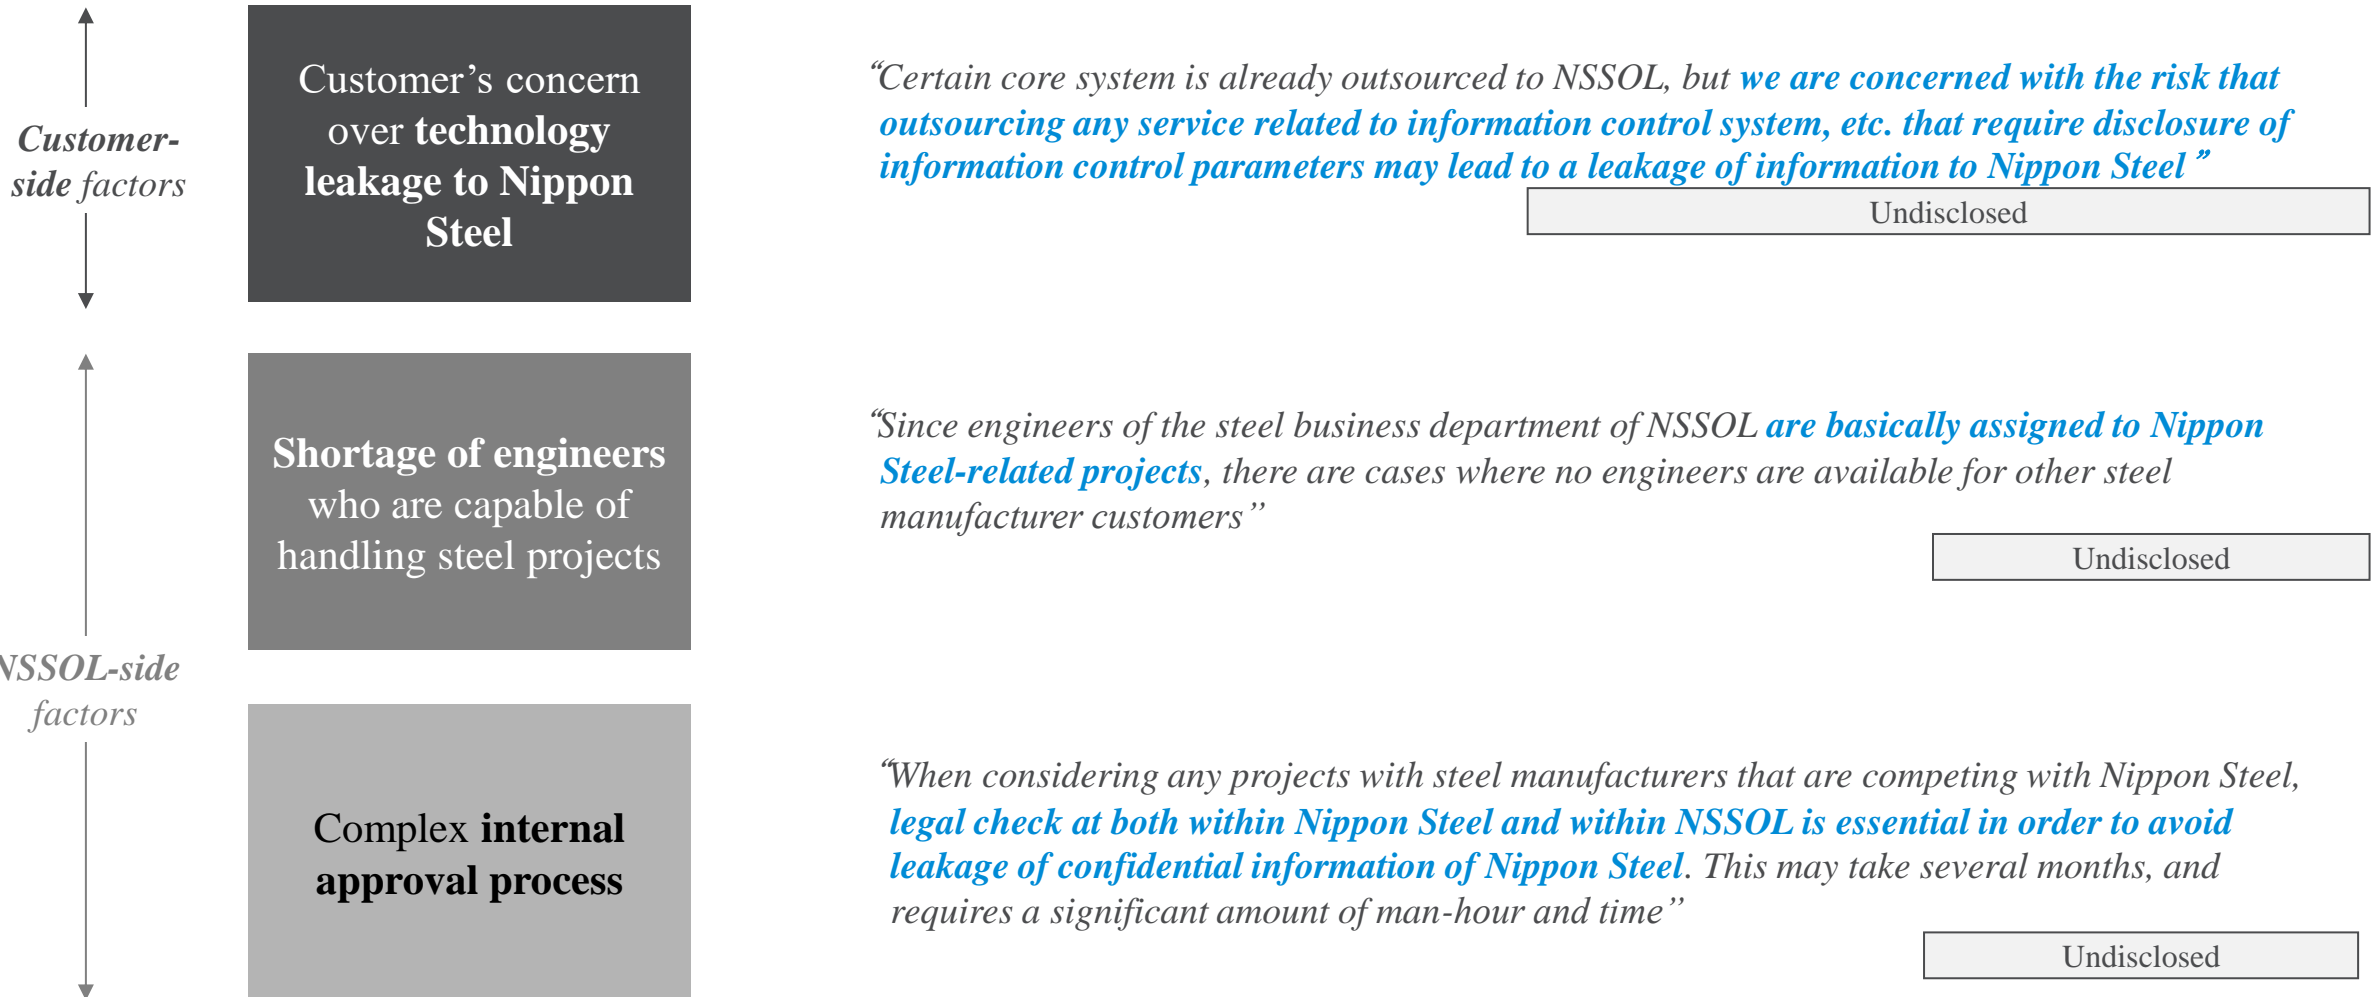 Customer-
side factors
Customer’s concern
over technology
leakage to Nippon
Steel
“Certain core system is already outsourced to NSSOL, but we are concerned with the risk that
outsourcing any service related to information control system, etc. that require disclosure of
information control parameters may lead to a leakage of information to Nippon Steel”
Undisclosed
NSSOL-side
factors
Shortage of engineers
who are capable of
handling steel projects
“Since engineers of the steel business department of NSSOL are basically assigned to Nippon
Steel-related projects, there are cases where no engineers are available for other steel
manufacturer customers”
Undisclosed
Complex internal
approval process
“When considering any projects with steel manufacturers that are competing with Nippon Steel,
legal check at both within Nippon Steel and within NSSOL is essential in order to avoid
leakage of confidential information of Nippon Steel. This may take several months, and
requires a significant amount of man-hour and time”
Undisclosed